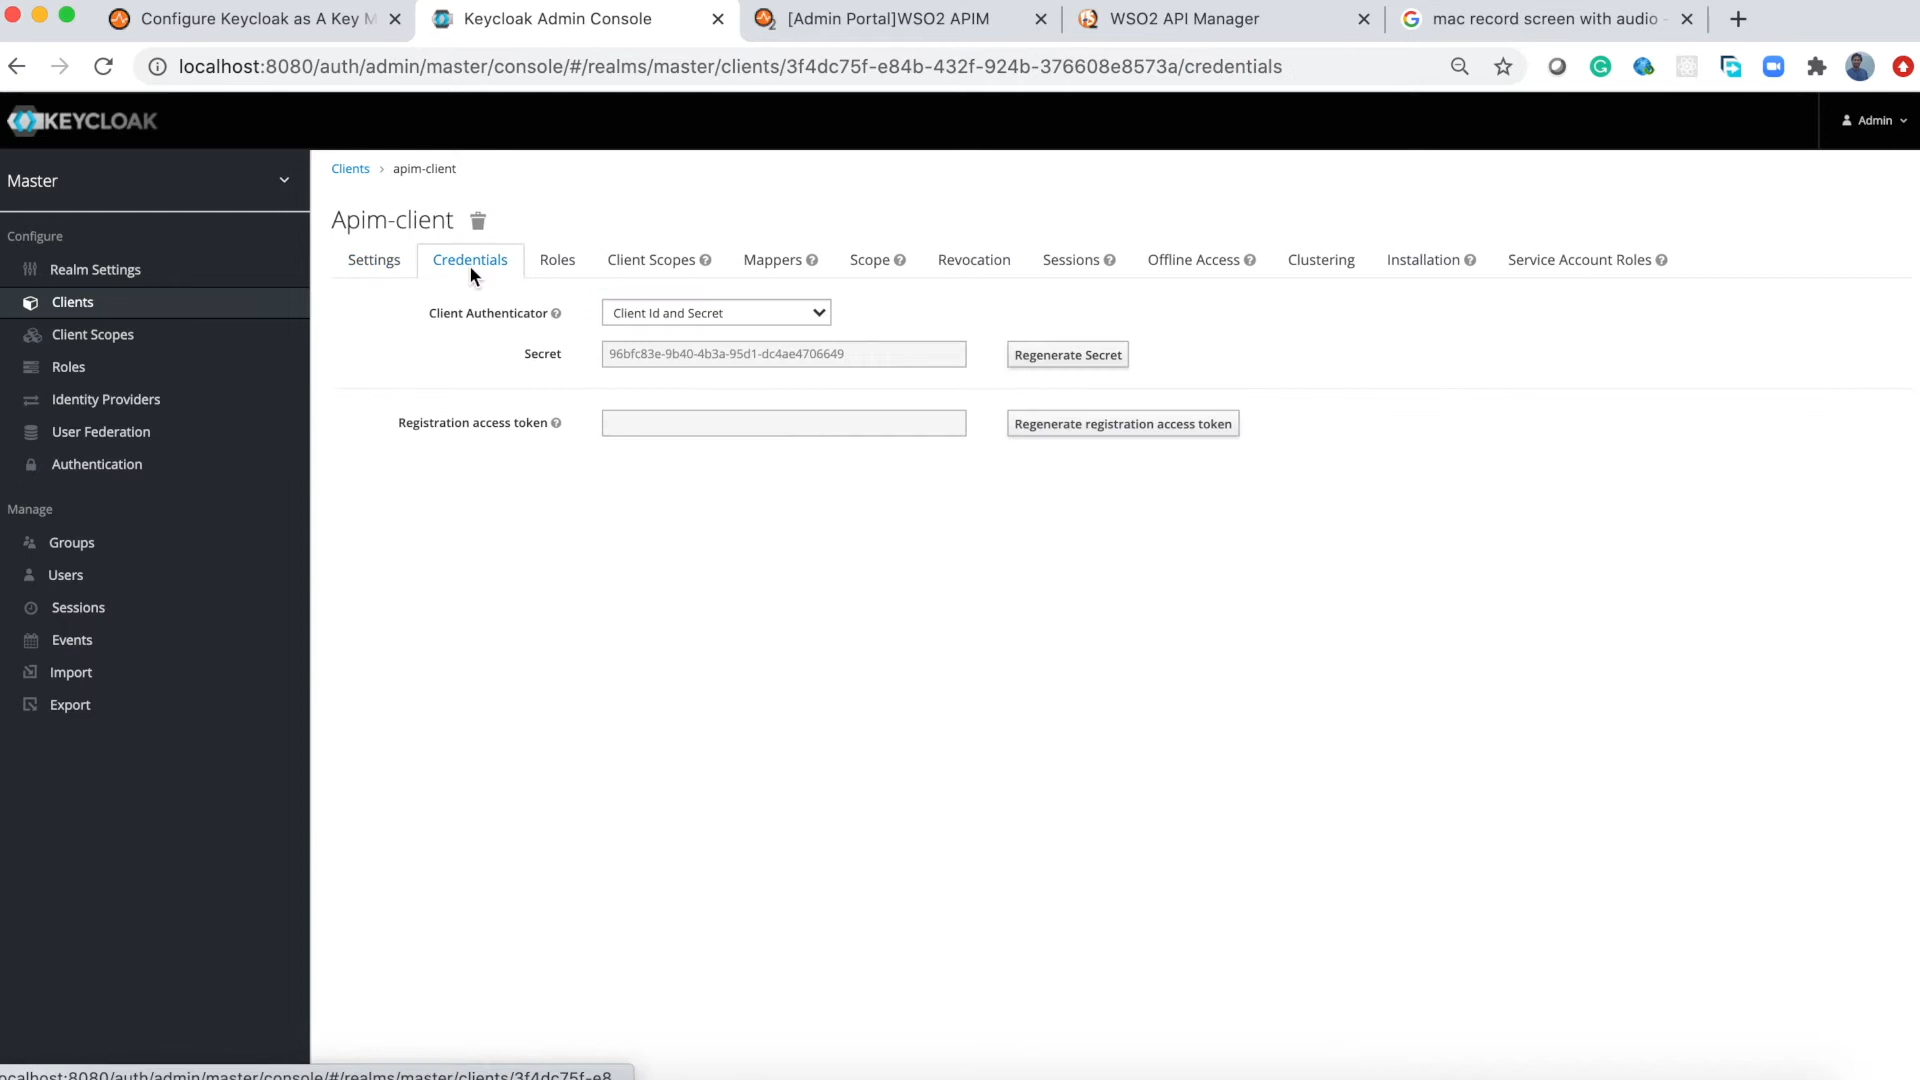 Configure Keycloak as A Key M
Keycloak Admin Console
[Admin Portal]WSO2 APIM
WSO2 API Manager
mac record screen with audio -
localhost:8080/auth/admin/master/console/#/realms/master/clients/3f4dc75f-e84b-432f-924b-376608e8573a/credentials
KEYCLOAK
Admin
Master
Configure
Realm Settings
Clients
Client Scopes
Roles
Identity Providers
User Federation
Authentication
Manage
Groups
Users
Sessions
Events
Import
Export
Clients > apim-client
Apim-client
Settings Credentials Roles Client Scopes Mappers Scope Revocation Sessions Offline Access Clustering Installation Service Account Roles
Client Authenticator Client Id and Secret
Secret 96bfc83e-9b40-4b3a-95d1-dc4ae4706649 Regenerate Secret
Registration access token Regenerate registration access token
ocalhost:8080/auth/admin/master/console/#/realms/master/clients/3f4dc75f-e8